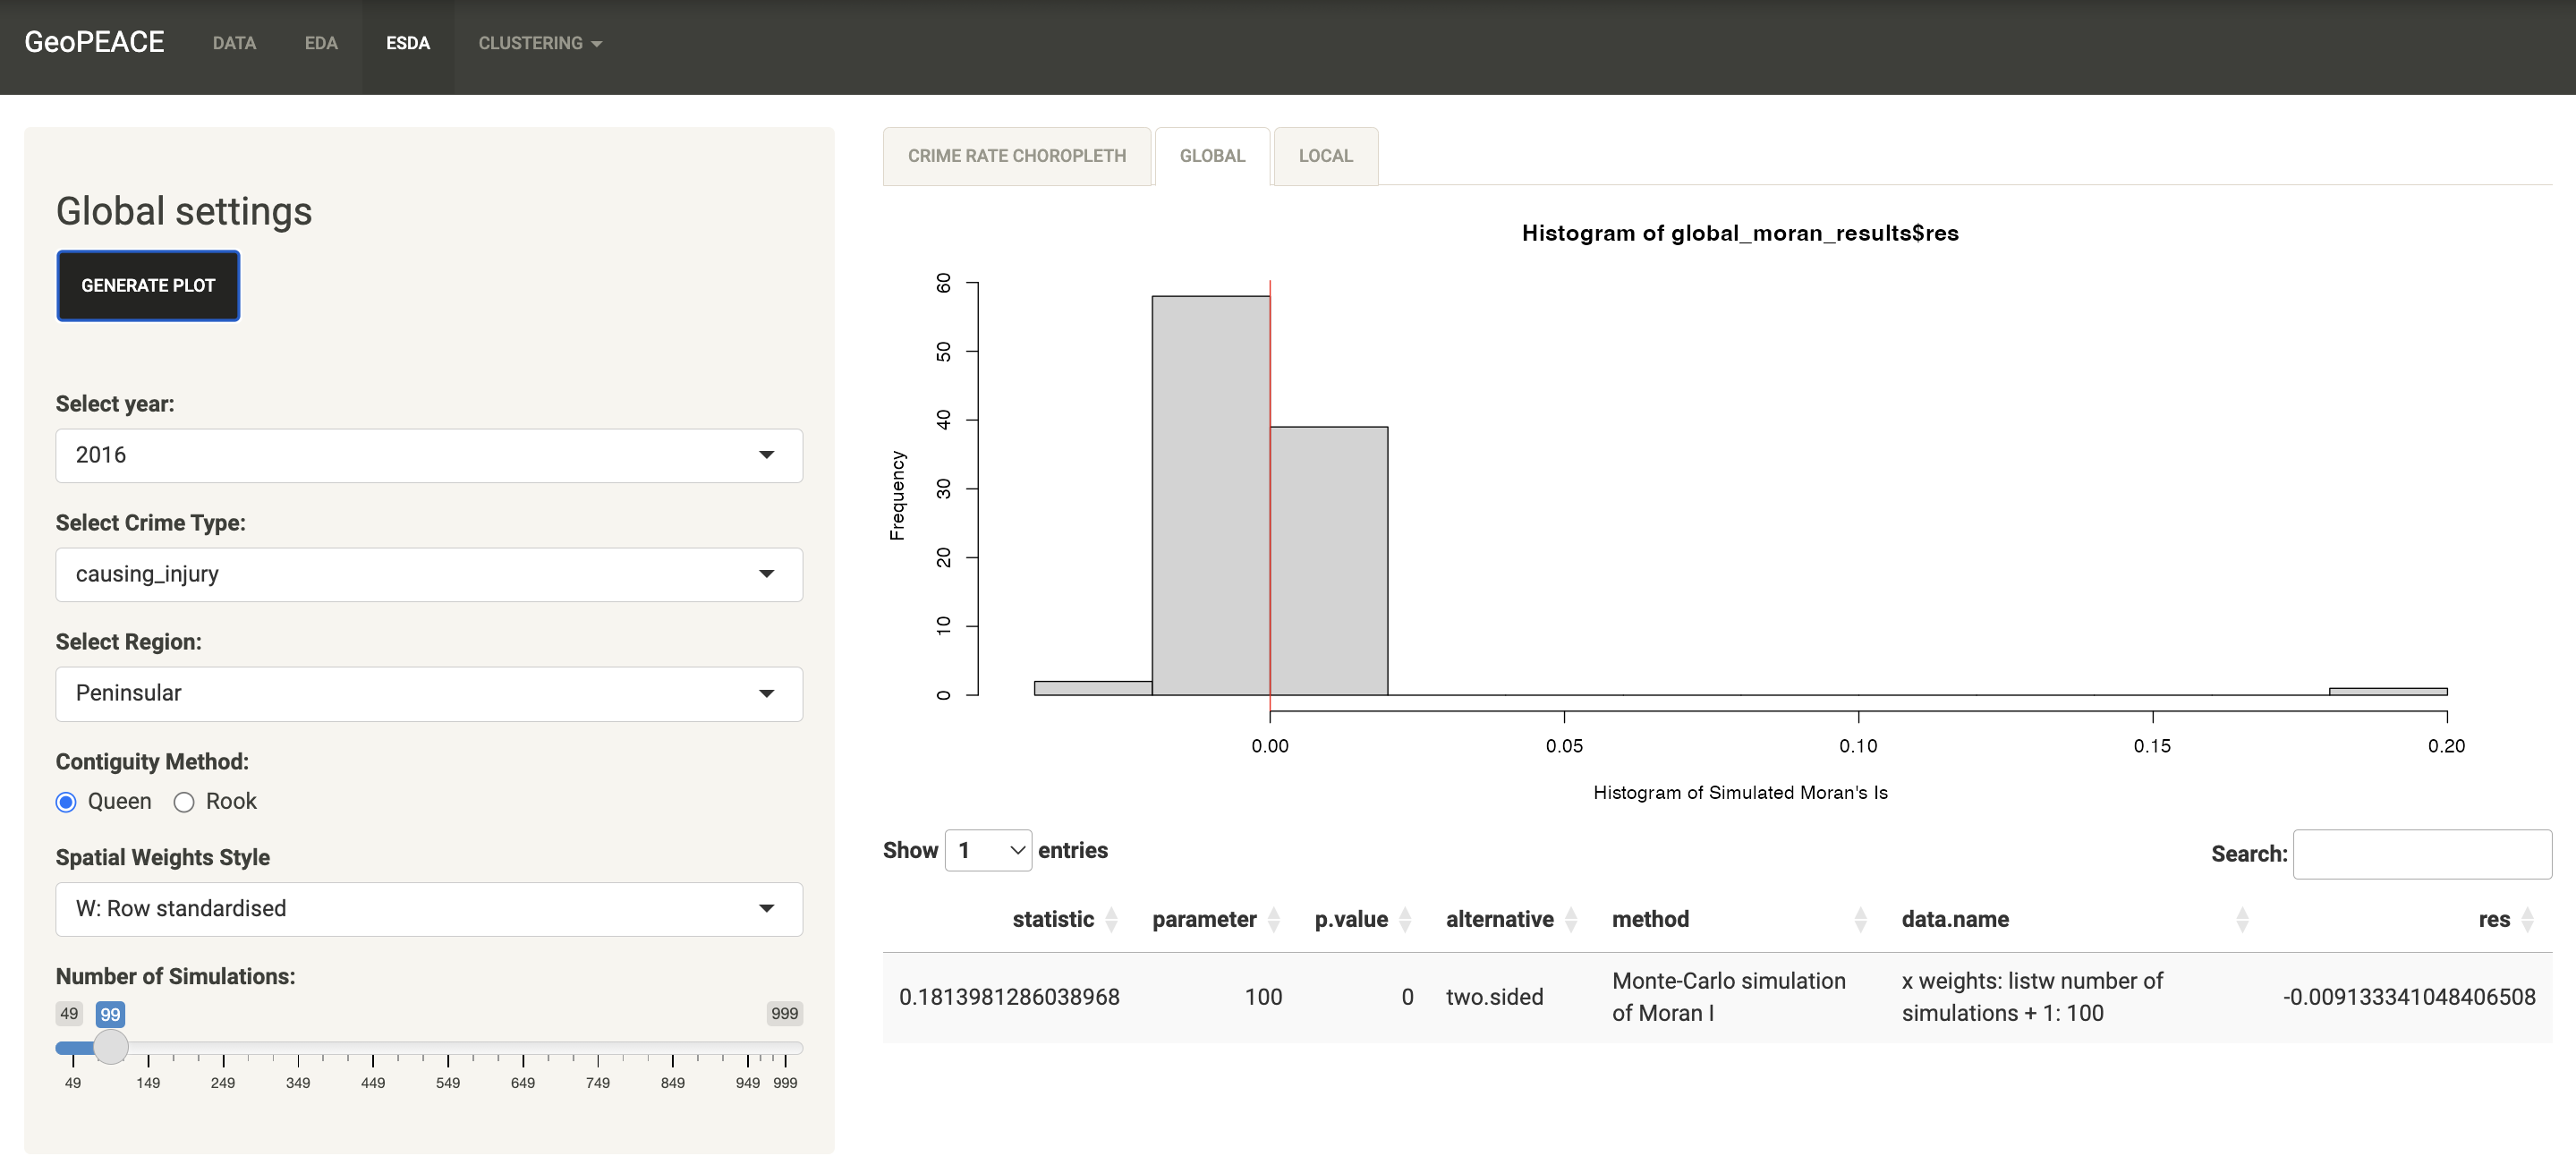 GeoPEACE DATA EDA ESDA CLUSTERING
Global settings
GENERATE PLOT
Select year:
2016
Select Crime Type:
causing_injury
Select Region:
Peninsular
Contiguity Method:
Queen Rook
Spatial Weights Style
W: Row standardised
Number of Simulations:
49 99 999
49 149 249 349 449 549 649 749 849 949 999
CRIME RATE CHOROPLETH GLOBAL LOCAL
Histogram of global_moran_results$res
Frequency
60
50
40
30
20
10
0
0.00 0.05 0.10 0.15 0.20
Histogram of Simulated Moran's Is
Show 1 entries
Search:
statistic parameter p.value alternative method data.name res
0.1813981286038968 100 0 two.sided Monte-Carlo simulation x weights: listw number of -0.009133341048406508
of Moran I simulations + 1: 100